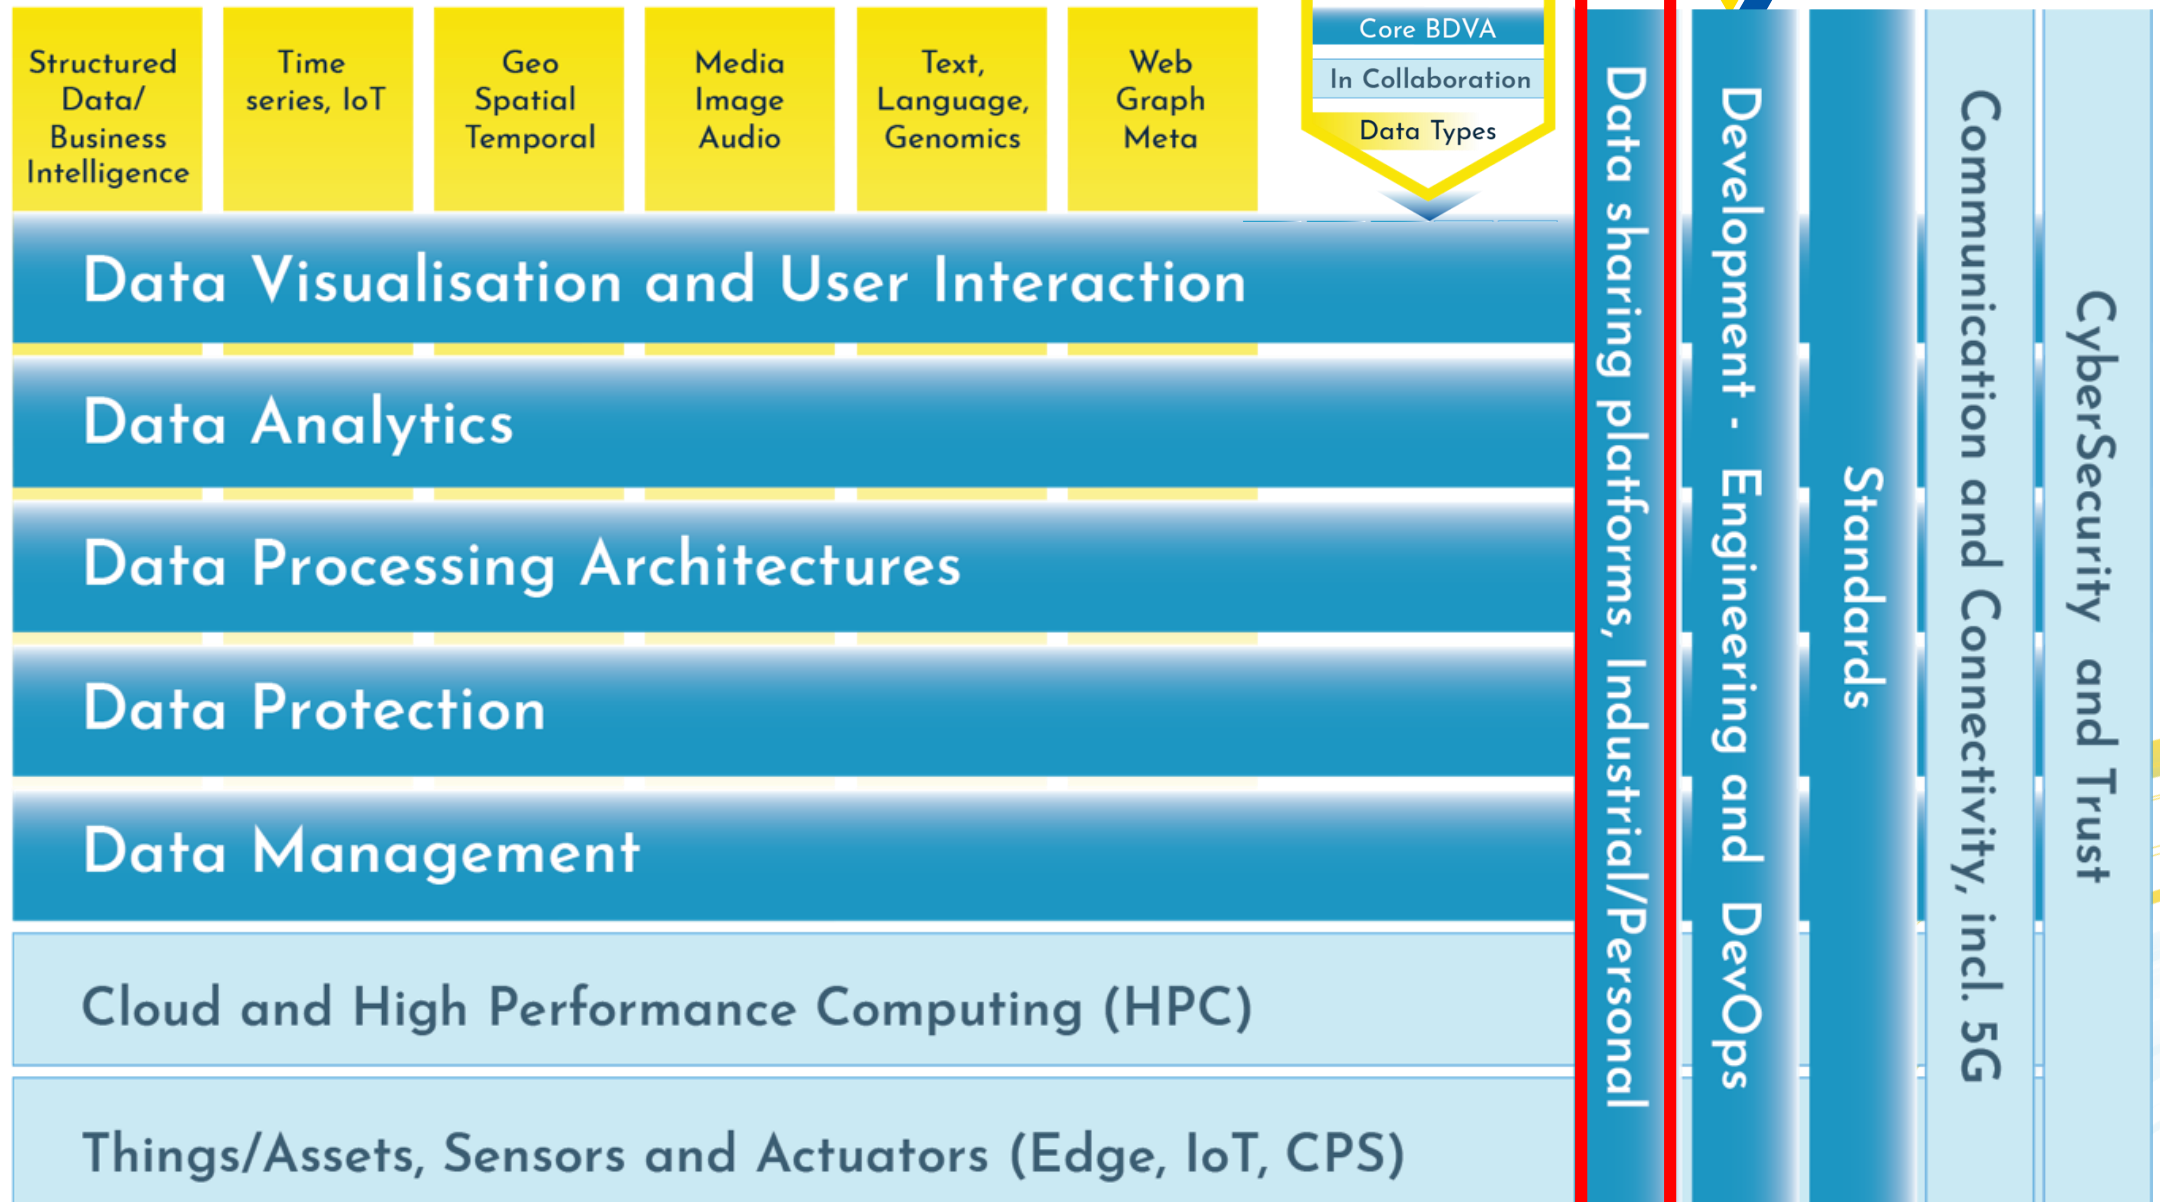 Structured
Data/
Business
Intelligence
Time
series, IoT
Geo
Spatial
Temporal
Media
Image
Audio
Text,
Language,
Genomics
Web
Graph
Meta
Core BDVA
In Collaboration
Data Types
Data Visualisation and User Interaction
Data Analytics
Data Processing Architectures
Data Protection
Data Management
Cloud and High Performance Computing (HPC)
Things/Assets, Sensors and Actuators (Edge, IoT, CPS)
Data sharing platforms, Industrial/Personal
Development - Engineering and DevOps
Standards
Communication and Connectivity, incl. 5G
CyberSecurity and Trust